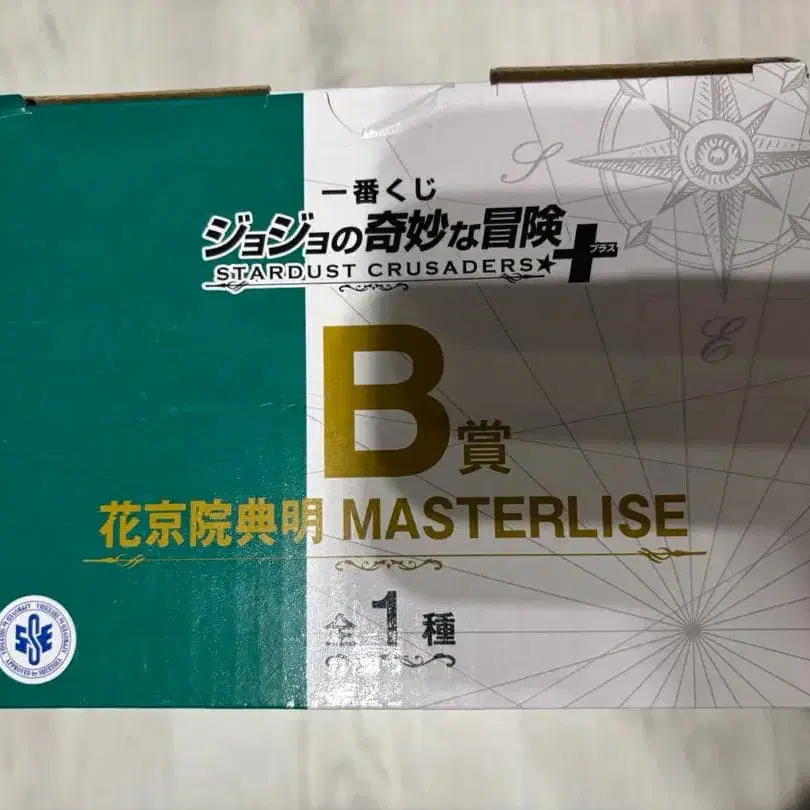 一番くじ
ジョジョの奇妙な冒険
STARDUST CRUSADERS★
プラス
B賞
花京院典明 MASTERLISE
全1種
S
E